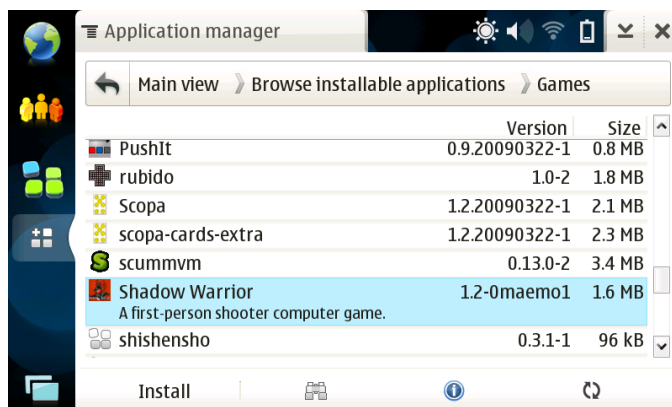 Application manager
Main view Browse installable applications Games
Version Size
PushIt 0.9.20090322-1 0.8 MB
rubido 1.0-2 1.8 MB
Scopa 1.2.20090322-1 2.1 MB
scopa-cards-extra 1.2.20090322-1 2.3 MB
scummvm 0.13.0-2 3.4 MB
Shadow Warrior 1.2-0maemo1 1.6 MB
A first-person shooter computer game.
shishensho 0.3.1-1 96 kB
Install